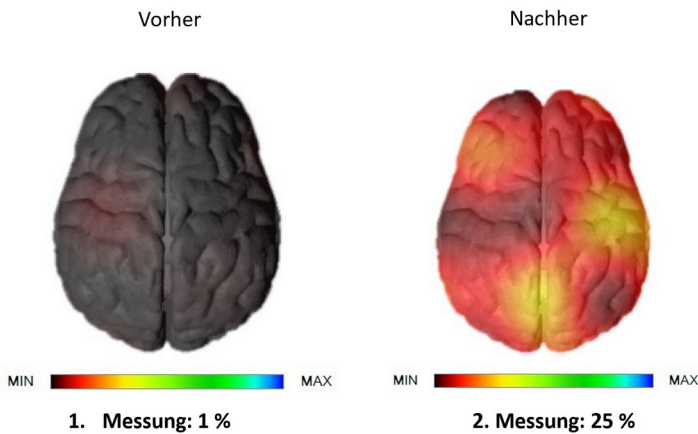 Vorher
Nachher
MIN MAX
MIN MAX
1. Messung: 1 %
2. Messung: 25 %